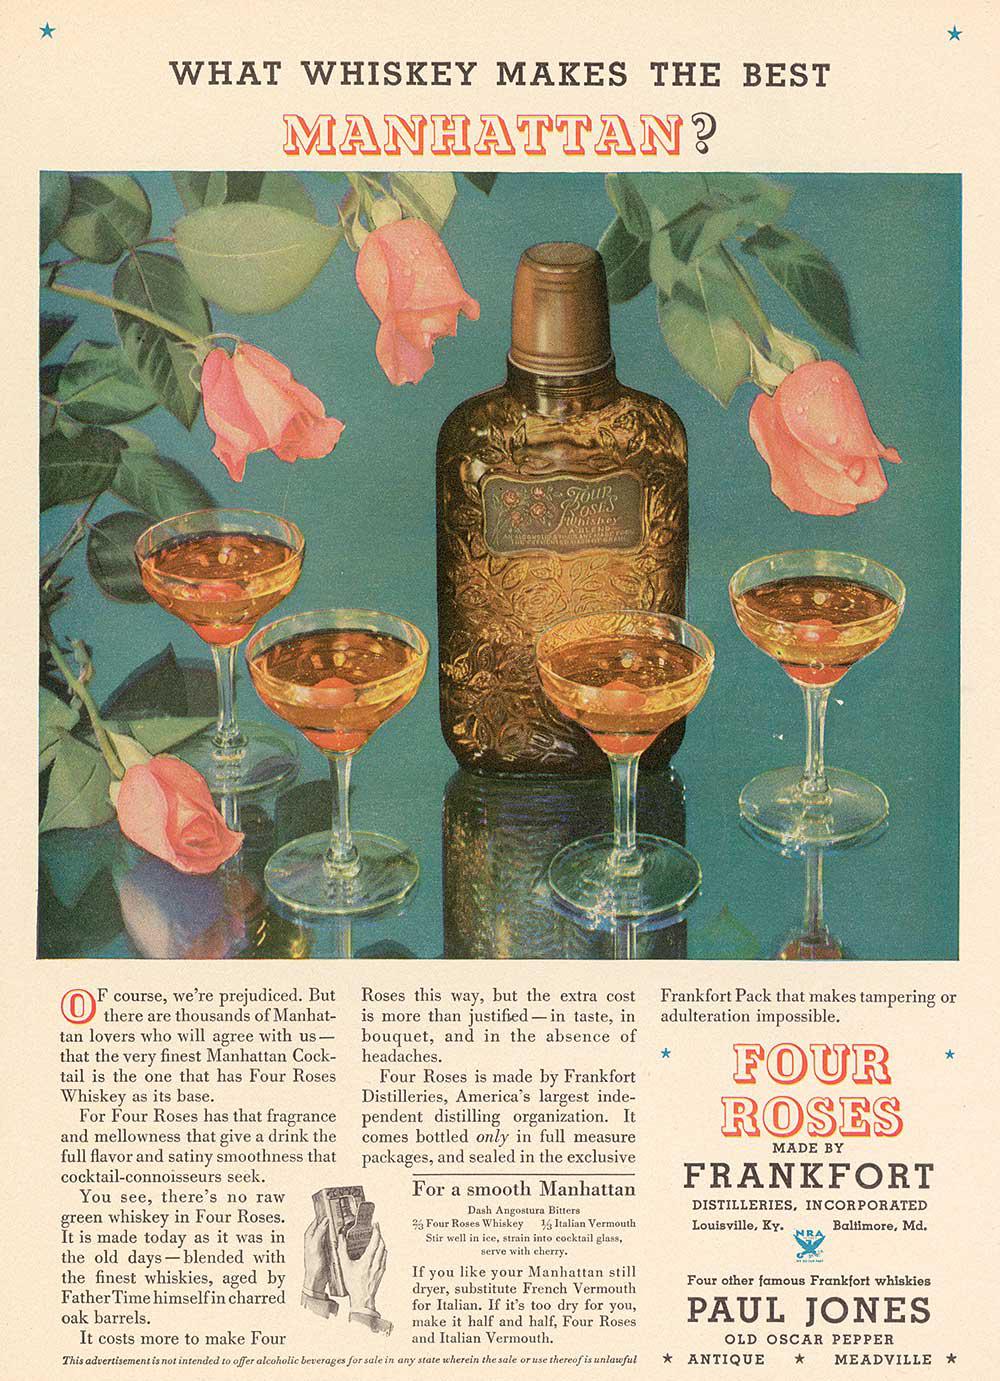 WHAT WHISKEY MAKES THE BEST
MANHATTAN?
Four
Roses
Whiskey
OF course, we're prejudiced. But
there are thousands of Manhat-
tan lovers who will agree with us—
that the very finest Manhattan Cock-
tail is the one that has Four Roses
Whiskey as its base.
For Four Roses has that fragrance
and mellowness that give a drink the
full flavor and satiny smoothness that
cocktail-connoisseurs seek.
You see, there's no raw
green whiskey in Four Roses.
It is made today as it was in
the old days—blended with
the finest whiskies, aged by
Father Time himself in charred
oak barrels.
It costs more to make Four
Roses this way, but the extra cost
is more than justified—in taste, in
bouquet, and in the absence of
headaches.
Four Roses is made by Frankfort
Distilleries, America's largest inde-
pendent distilling organization. It
comes bottled only in full measure
packages, and sealed in the exclusive
For a smooth Manhattan
Dash Angostura Bitters
⅔ Four Roses Whiskey ⅓ Italian Vermouth
Stir well in ice, strain into cocktail glass,
serve with cherry.
If you like your Manhattan still
dryer, substitute French Vermouth
for Italian. If it's too dry for you,
make it half and half, Four Roses
and Italian Vermouth.
Frankfort Pack that makes tampering or
adulteration impossible.
FOUR
ROSES
MADE BY
FRANKFORT
DISTILLERIES, INCORPORATED
Louisville, Ky. Baltimore, Md.
NRA
Four other famous Frankfort whiskies
PAUL JONES
OLD OSCAR PEPPER
★ ANTIQUE ★ MEADVILLE ★
This advertisement is not intended to offer alcoholic beverages for sale in any state wherein the sale or use thereof is unlawful